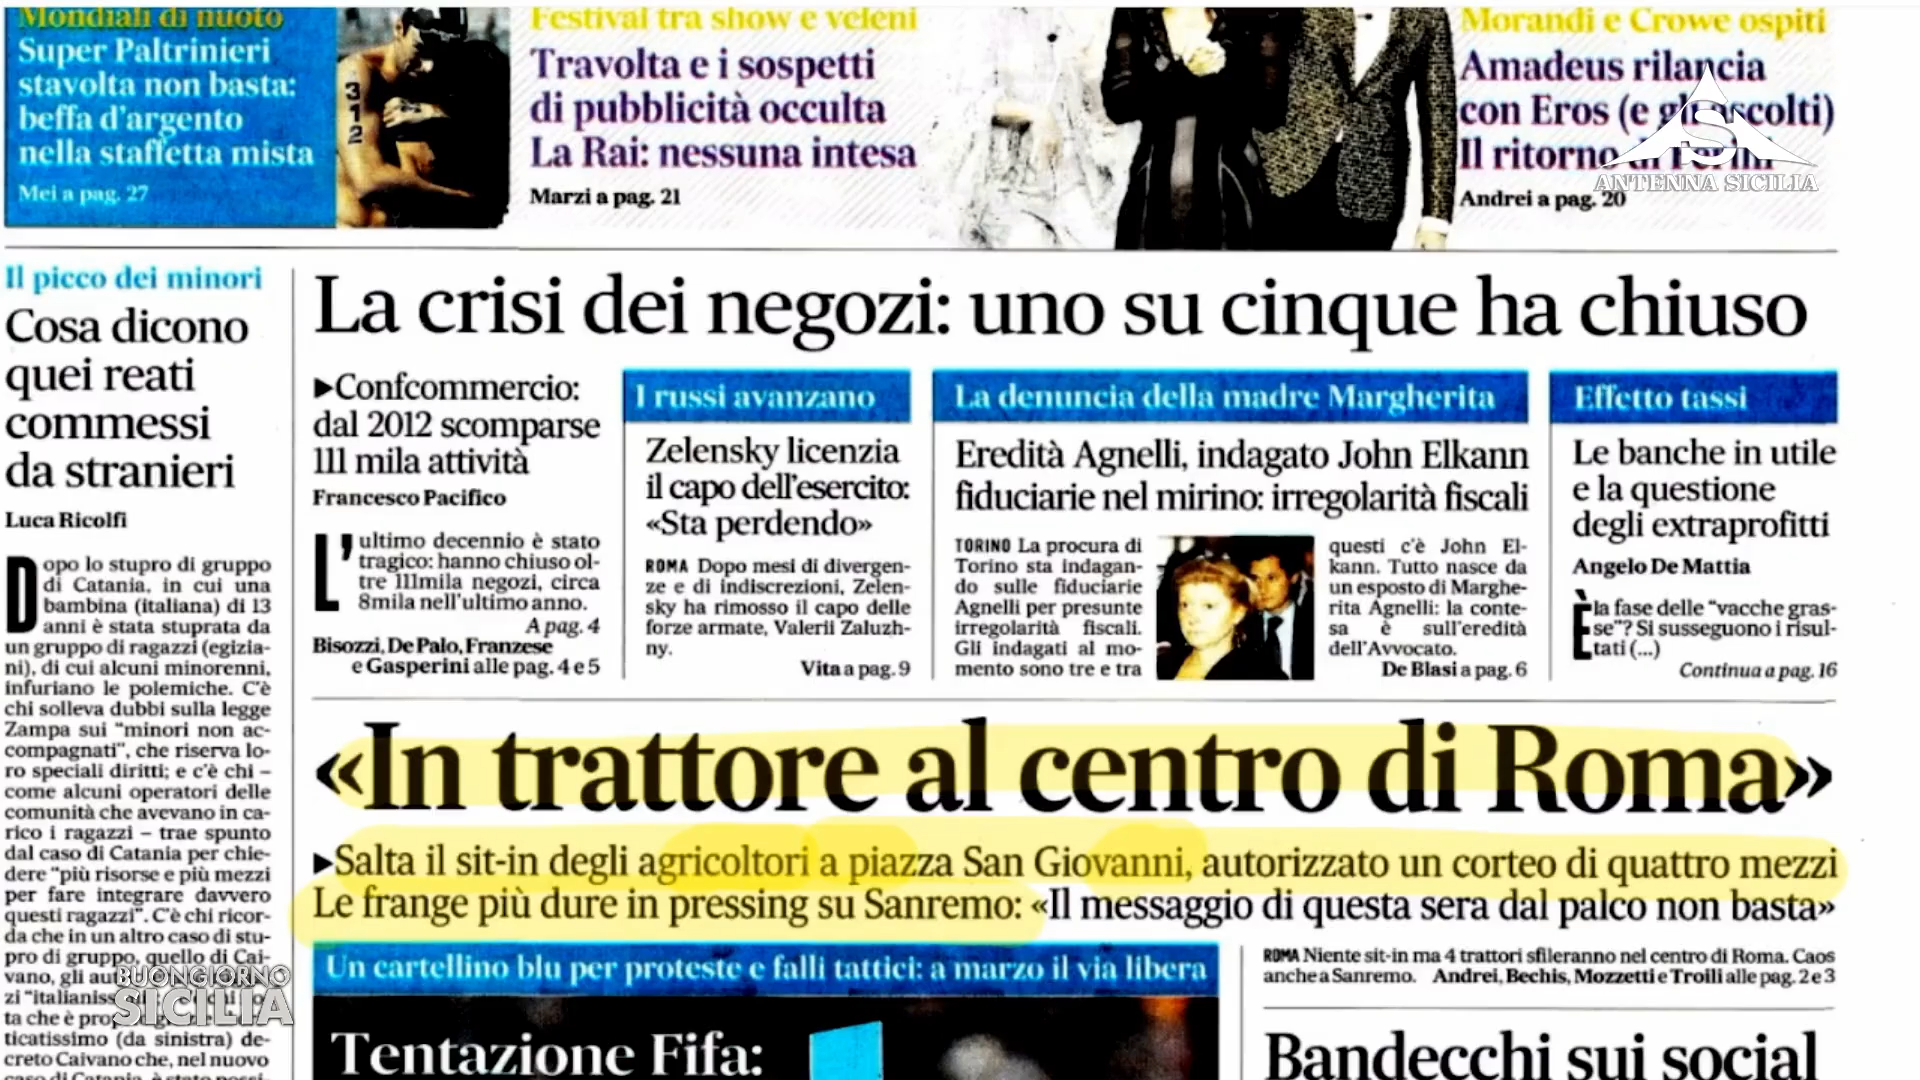 Mondiali di nuoto
Super Paltrinieri
stavolta non basta:
beffa d'argento
nella staffetta mista
Mei a pag. 27
312
Festival tra show e veleni
Travolta e i sospetti
di pubblicità occulta
La Rai: nessuna intesa
Marzi a pag. 21
Morandi e Crowe ospiti
Amadeus rilancia
con Eros (e gli ascolti)
Il ritorno di
Andrei a pag. 20
ANTENNA SICILIA
Il picco dei minori
Cosa dicono
quei reati
commessi
da stranieri
Luca Ricolfi
Dopo lo stupro di gruppo
di Catania, in cui una
bambina (italiana) di 13
anni è stata stuprata da
un gruppo di ragazzi (egizia-
ni), di cui alcuni minorenni,
infuriano le polemiche. C'è
chi solleva dubbi sulla legge
Zampa sui "minori non ac-
compagnati", che riserva lo-
ro speciali diritti; e c'è chi –
come alcuni operatori delle
comunità che avevano in ca-
rico i ragazzi – trae spunto
dal caso di Catania per chie-
dere "più risorse e più mezzi
per fare integrare davvero
questi ragazzi". C'è chi ricor-
da che in un altro caso di stu-
pro di gruppo, quello di Cai-
vano, gli
zi
ta che è
ticatissimo (da sinistra) de-
creto Caivano che, nel nuovo
caso di Catania, è stato possi-
La crisi dei negozi: uno su cinque ha chiuso
▶Confcommercio:
dal 2012 scomparse
111 mila attività
Francesco Pacifico
L'ultimo decennio è stato
tragico: hanno chiuso ol-
tre 111mila negozi, circa
8mila nell'ultimo anno.
A pag. 4
Bisozzi, De Palo, Franzese
e Gasperini alle pag. 4 e 5
I russi avanzano
Zelensky licenzia
il capo dell'esercito:
«Sta perdendo»
ROMA Dopo mesi di divergen-
ze e di indiscrezioni, Zelen-
sky ha rimosso il capo delle
forze armate, Valerii Zaluzh-
ny.
Vita a pag. 9
La denuncia della madre Margherita
Eredità Agnelli, indagato John Elkann
fiduciarie nel mirino: irregolarità fiscali
TORINO La procura di
Torino sta indagan-
do sulle fiduciarie
Agnelli per presunte
irregolarità fiscali.
Gli indagati al mo-
mento sono tre e tra
questi c'è John El-
kann. Tutto nasce da
un esposto di Marghe-
rita Agnelli: la conte-
sa è sull'eredità
dell'Avvocato.
De Blasi a pag. 6
Effetto tassi
Le banche in utile
e la questione
degli extraprofitti
Angelo De Mattia
È la fase delle "vacche gras-
se"? Si susseguono i risul-
tati (...)
Continua a pag. 16
«In trattore al centro di Roma»
▶Salta il sit-in degli agricoltori a piazza San Giovanni, autorizzato un corteo di quattro mezzi
Le frange più dure in pressing su Sanremo: «Il messaggio di questa sera dal palco non basta»
Un cartellino blu per proteste e falli tattici: a marzo il via libera
Tentazione Fifa:
ROMA Niente sit-in ma 4 trattori sfileranno nel centro di Roma. Caos
anche a Sanremo. Andrei, Bechis, Mozzetti e Troili alle pag. 2 e 3
Bandecchi sui social
BUONGIORNO
SICILIA